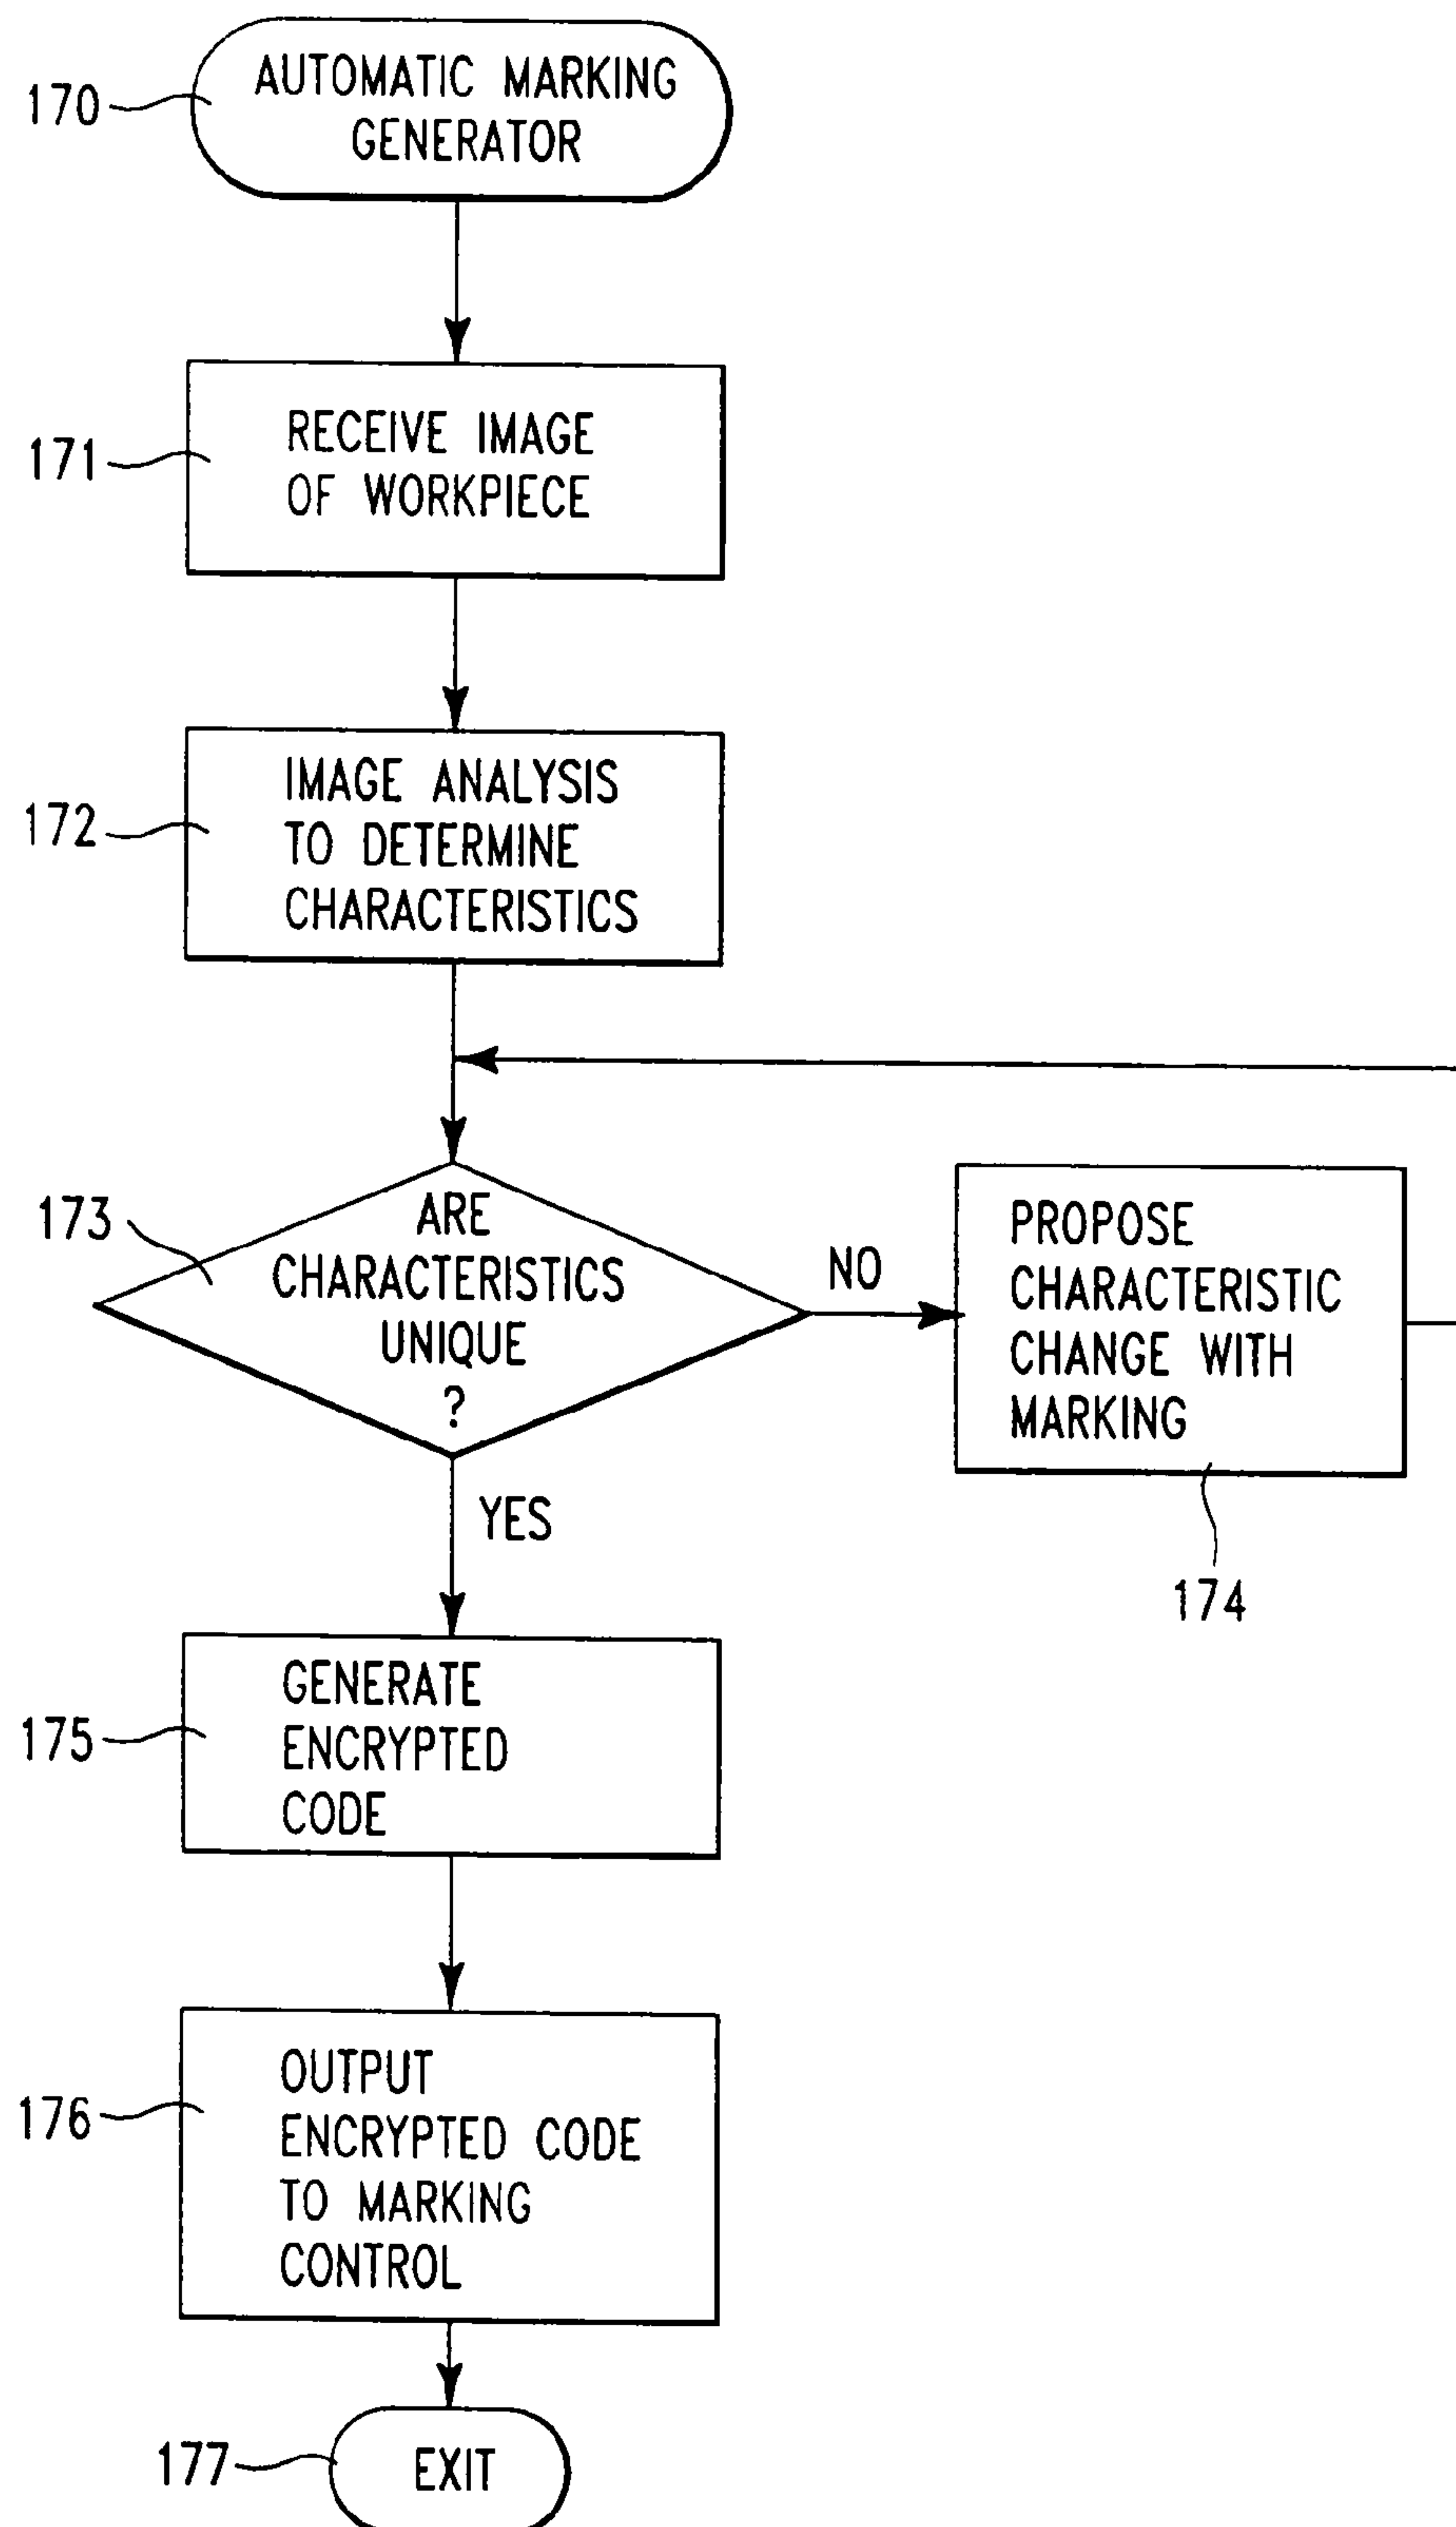 170
AUTOMATIC MARKING
GENERATOR
171
RECEIVE IMAGE
OF WORKPIECE
172
IMAGE ANALYSIS
TO DETERMINE
CHARACTERISTICS
173
ARE
CHARACTERISTICS
UNIQUE
?
NO
PROPOSE
CHARACTERISTIC
CHANGE WITH
MARKING
174
YES
175
GENERATE
ENCRYPTED
CODE
176
OUTPUT
ENCRYPTED CODE
TO MARKING
CONTROL
177
EXIT